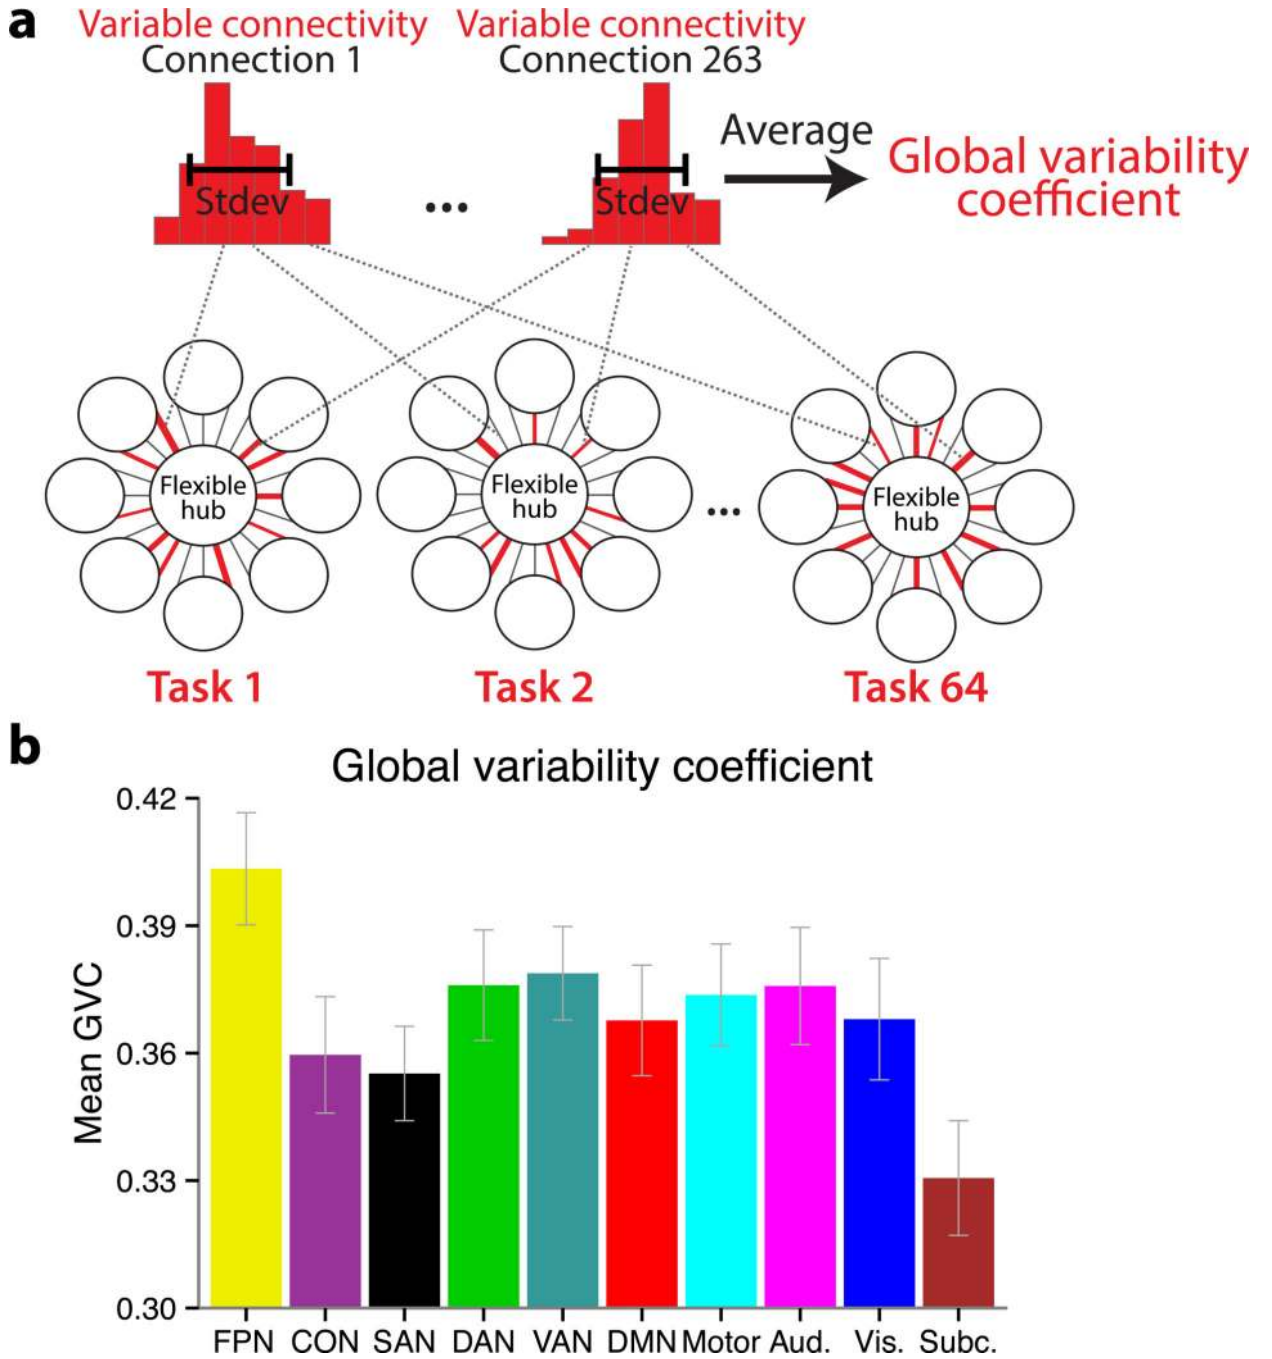 a
Variable connectivity
Connection 1
Variable connectivity
Connection 263
Stdev
...
Stdev
Average
Global variability
coefficient
Flexible
hub
Flexible
hub
...
Flexible
hub
Task 1
Task 2
Task 64
b
Global variability coefficient
Mean GVC
0.42
0.39
0.36
0.33
0.30
FPN CON SAN DAN VAN DMN Motor Aud. Vis. Subc.